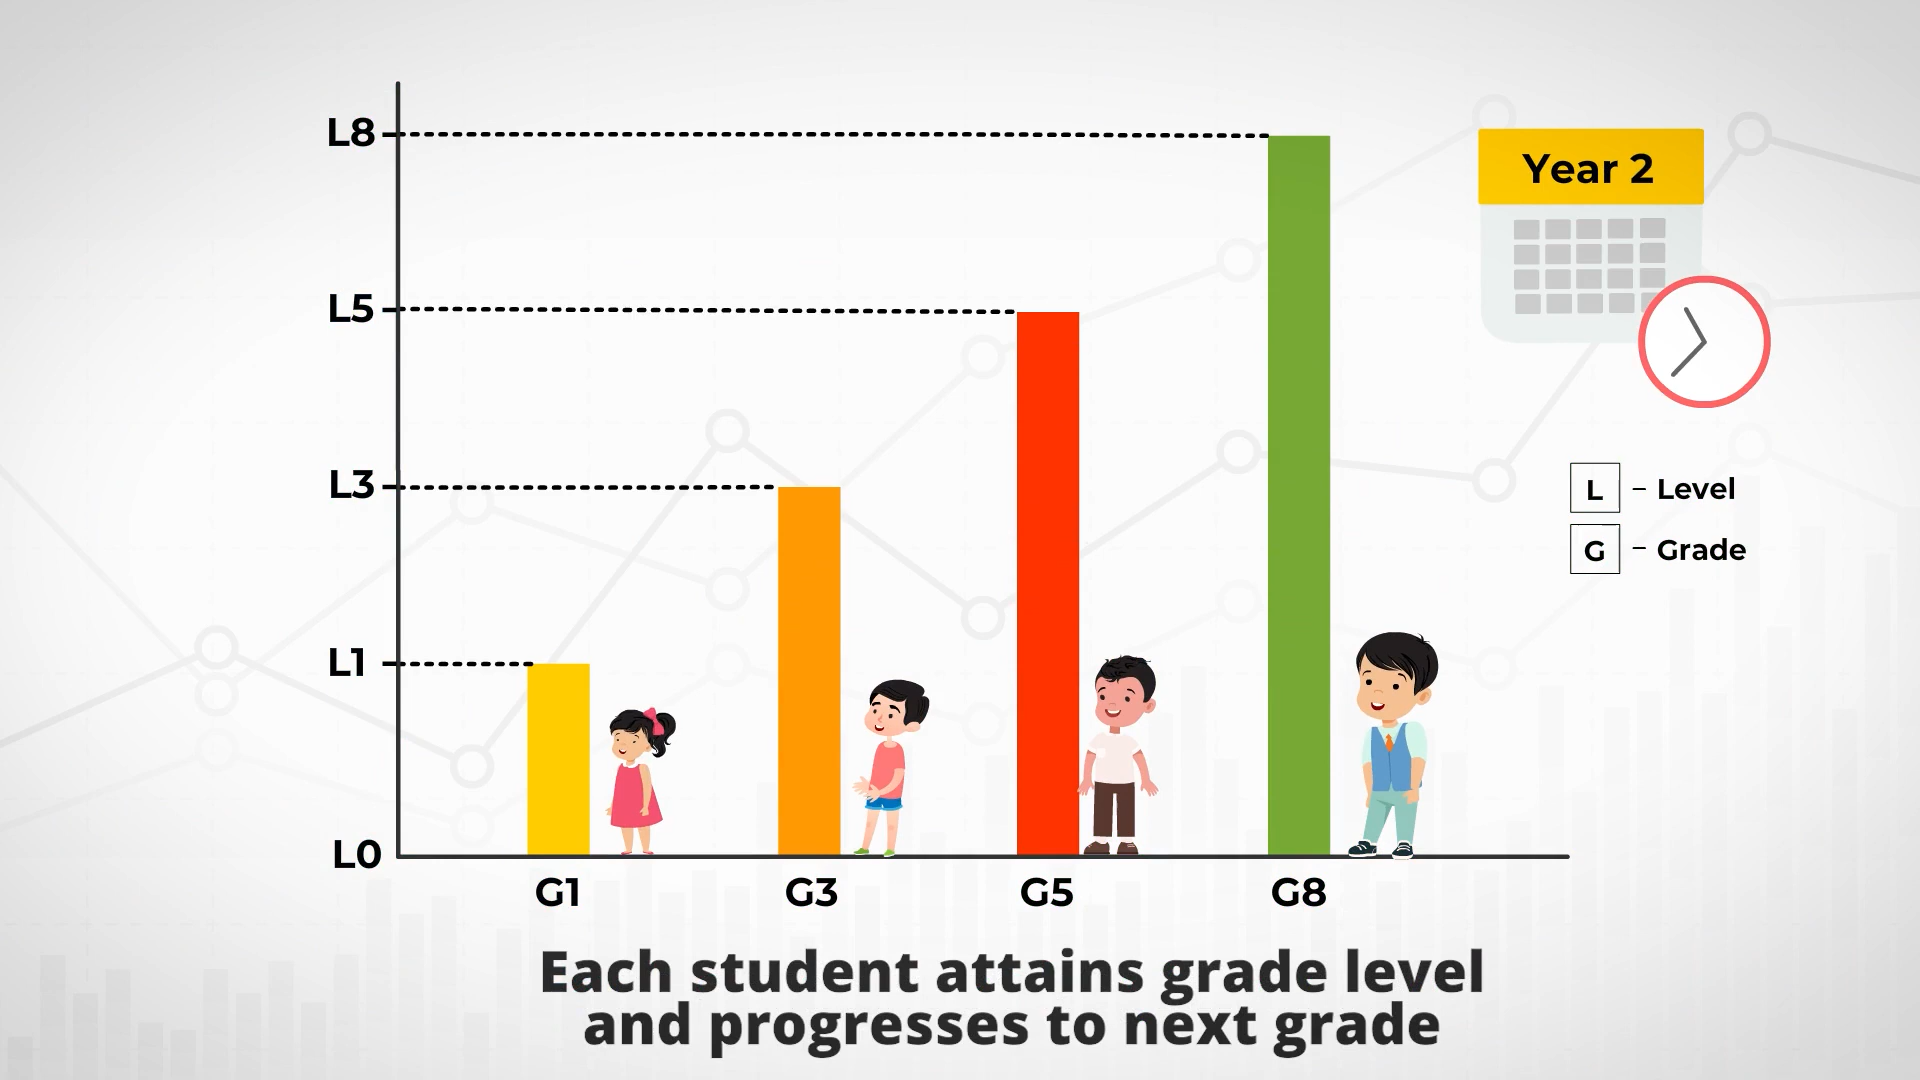 L8
Year 2
L5
L3
L – Level
G – Grade
L1
L0
G1 G3 G5 G8
Each student attains grade level
and progresses to next grade